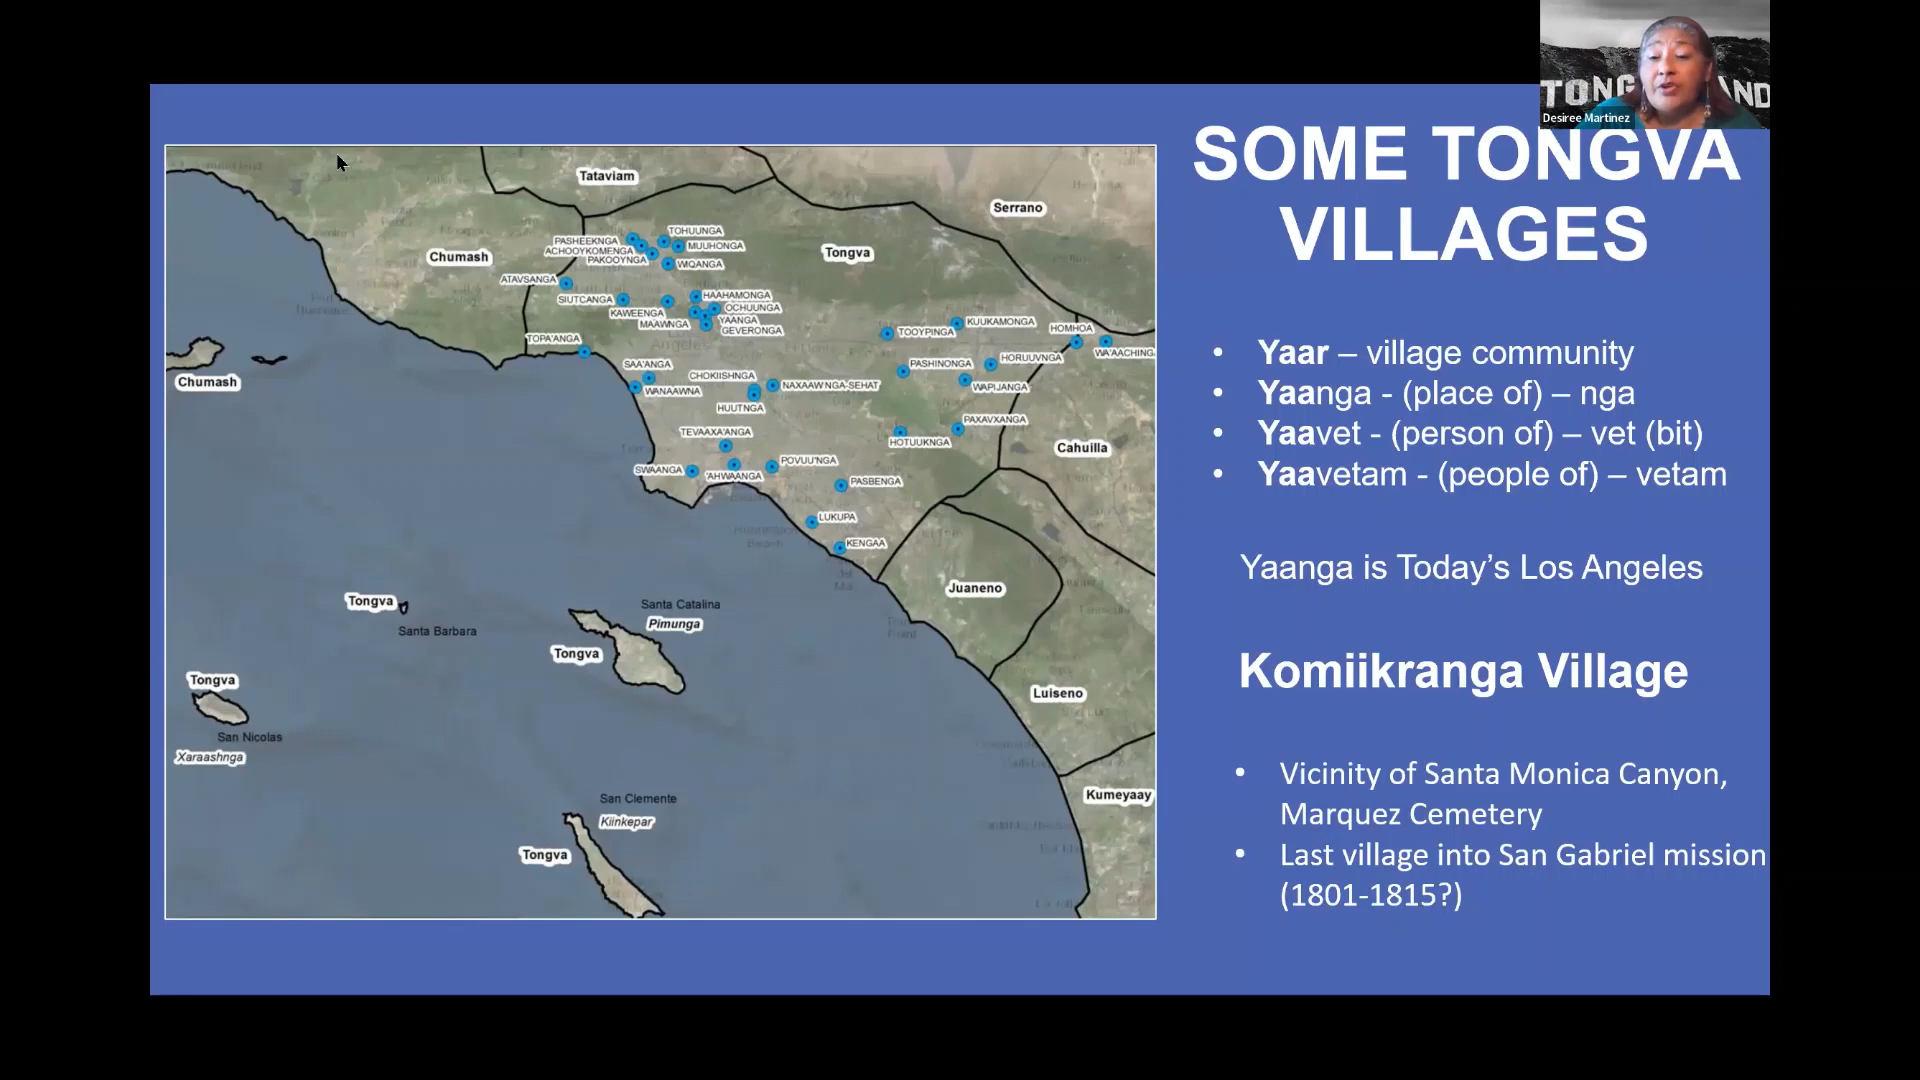 TONG
ND
Desiree Martinez
SOME TONGVA
VILLAGES
• Yaar – village community
• Yaanga - (place of) – nga
• Yaavet - (person of) – vet (bit)
• Yaavetam - (people of) – vetam
Yaanga is Today’s Los Angeles
Komiikranga Village
• Vicinity of Santa Monica Canyon,
Marquez Cemetery
• Last village into San Gabriel mission
(1801-1815?)
Tataviam
Serrano
Chumash
Tongva
TOHUUNGA
PASHEEKNGA
MUUHONGA
ACHOOYKOMENGA
PAKOOYNGA
WIQANGA
ATAVSANGA
SIUTCANGA
HAAHAMONGA
OCHUUNGA
KAWEENGA
YAANGA
MAAWNGA
GEVERONGA
TOPA'ANGA
TOOYPINGA
KUUKAMONGA
HOMHOA
WA'AACHING
SAA'ANGA
WANAAWNA
CHOKIISHNGA
NAXAAW'NGA-SEHAT
HUUTNGA
PASHINONGA
HORUUVNGA
WAPIJANGA
PAXAVXANGA
HOTUUKNGA
TEVAAXA'ANGA
SWAANGA
'AHWAANGA
POVUU'NGA
PASBENGA
LUKUPA
KENGAA
Angeles
Huntington
Beach
Chumash
Cahuilla
Juaneno
Luiseno
Kumeyaay
Tongva
Santa Barbara
Santa Catalina
Pimunga
Tongva
Tongva
San Nicolas
Xaraashnga
San Clemente
Kiinkepar
Tongva